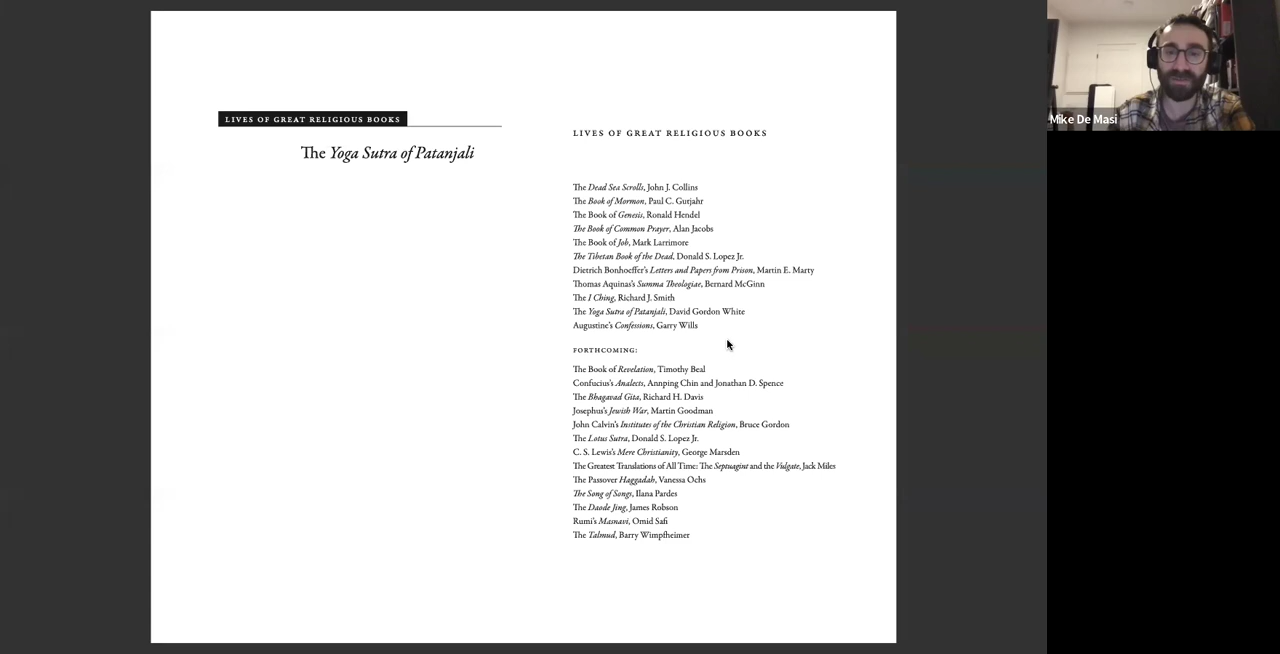 LIVES OF GREAT RELIGIOUS BOOKS
The Yoga Sutra of Patanjali
LIVES OF GREAT RELIGIOUS BOOKS
The Dead Sea Scrolls, John J. Collins
The Book of Mormon, Paul C. Gutjahr
The Book of Genesis, Ronald Hendel
The Book of Common Prayer, Alan Jacobs
The Book of Job, Mark Larrimore
The Tibetan Book of the Dead, Donald S. Lopez Jr.
Dietrich Bonhoeffer's Letters and Papers from Prison, Martin E. Marty
Thomas Aquinas's Summa Theologiae, Bernard McGinn
The I Ching, Richard J. Smith
The Yoga Sutra of Patanjali, David Gordon White
Augustine's Confessions, Garry Wills
FORTHCOMING:
The Book of Revelation, Timothy Beal
Confucius's Analects, Annping Chin and Jonathan D. Spence
The Bhagavad Gita, Richard H. Davis
Josephus's Jewish War, Martin Goodman
John Calvin's Institutes of the Christian Religion, Bruce Gordon
The Lotus Sutra, Donald S. Lopez Jr.
C. S. Lewis's Mere Christianity, George Marsden
The Greatest Translations of All Time: The Septuagint and the Vulgate, Jack Miles
The Passover Haggadah, Vanessa Ochs
The Song of Songs, Ilana Pardes
The Daode Jing, James Robson
Rumi's Masnavi, Omid Safi
The Talmud, Barry Wimpfheimer
Mike De Masi